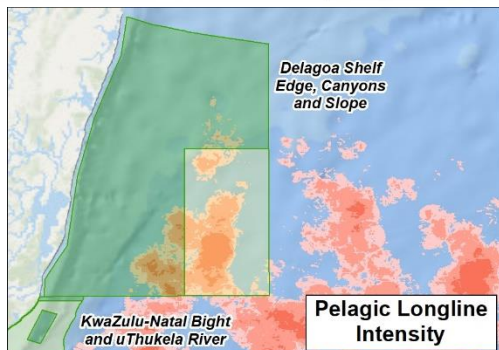 Delagoa Shelf
Edge, Canyons
and Slope
KwaZulu-Natal Bight
and uThukela River
Pelagic Longline
Intensity